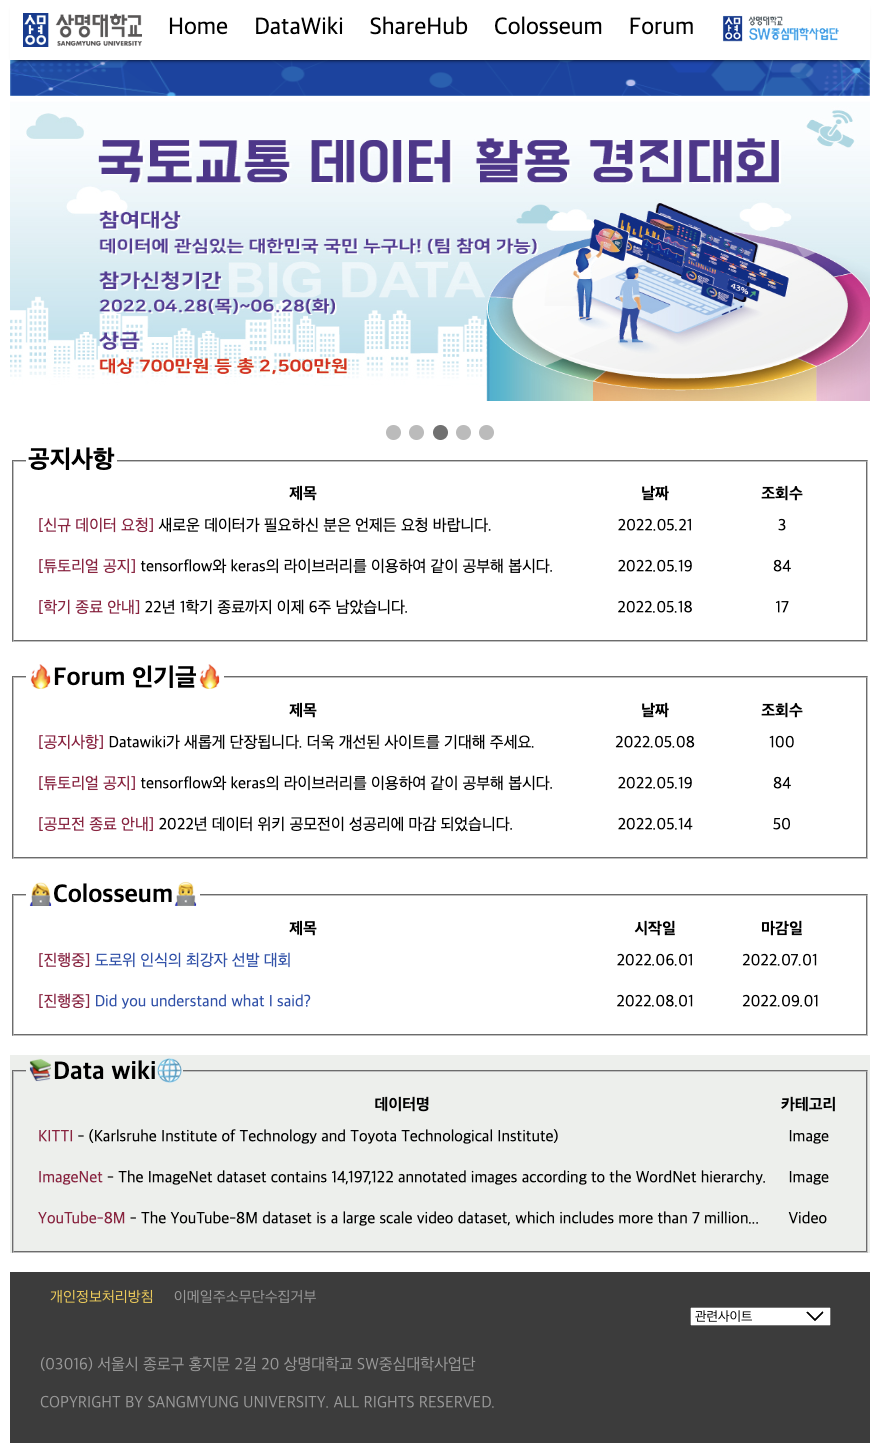 상명대학교
SANGMYUNG UNIVERSITY
Home DataWiki ShareHub Colosseum Forum
상명대학교
SW중심대학사업단
국토교통 데이터 활용 경진대회
참여대상
데이터에 관심있는 대한민국 국민 누구나! (팀 참여 가능)
참가신청기간
BIG DATA
2022.04.28(목)~06.28(화)
상금
대상 700만원 등 총 2,500만원
43%
공지사항
제목 날짜 조회수
[신규 데이터 요청] 새로운 데이터가 필요하신 분은 언제든 요청 바랍니다. 2022.05.21 3
[튜토리얼 공지] tensorflow와 keras의 라이브러리를 이용하여 같이 공부해 봅시다. 2022.05.19 84
[학기 종료 안내] 22년 1학기 종료까지 이제 6주 남았습니다. 2022.05.18 17
🔥Forum 인기글🔥
제목 날짜 조회수
[공지사항] Datawiki가 새롭게 단장됩니다. 더욱 개선된 사이트를 기대해 주세요. 2022.05.08 100
[튜토리얼 공지] tensorflow와 keras의 라이브러리를 이용하여 같이 공부해 봅시다. 2022.05.19 84
[공모전 종료 안내] 2022년 데이터 위키 공모전이 성공리에 마감 되었습니다. 2022.05.14 50
👩‍💻Colosseum👨‍💻
제목 시작일 마감일
[진행중] 도로위 인식의 최강자 선발 대회 2022.06.01 2022.07.01
[진행중] Did you understand what I said? 2022.08.01 2022.09.01
📚Data wiki🌐
데이터명 카테고리
KITTI - (Karlsruhe Institute of Technology and Toyota Technological Institute) Image
ImageNet - The ImageNet dataset contains 14,197,122 annotated images according to the WordNet hierarchy. Image
YouTube-8M - The YouTube-8M dataset is a large scale video dataset, which includes more than 7 million... Video
개인정보처리방침 이메일주소무단수집거부
관련사이트
(03016) 서울시 종로구 홍지문 2길 20 상명대학교 SW중심대학사업단
COPYRIGHT BY SANGMYUNG UNIVERSITY. ALL RIGHTS RESERVED.